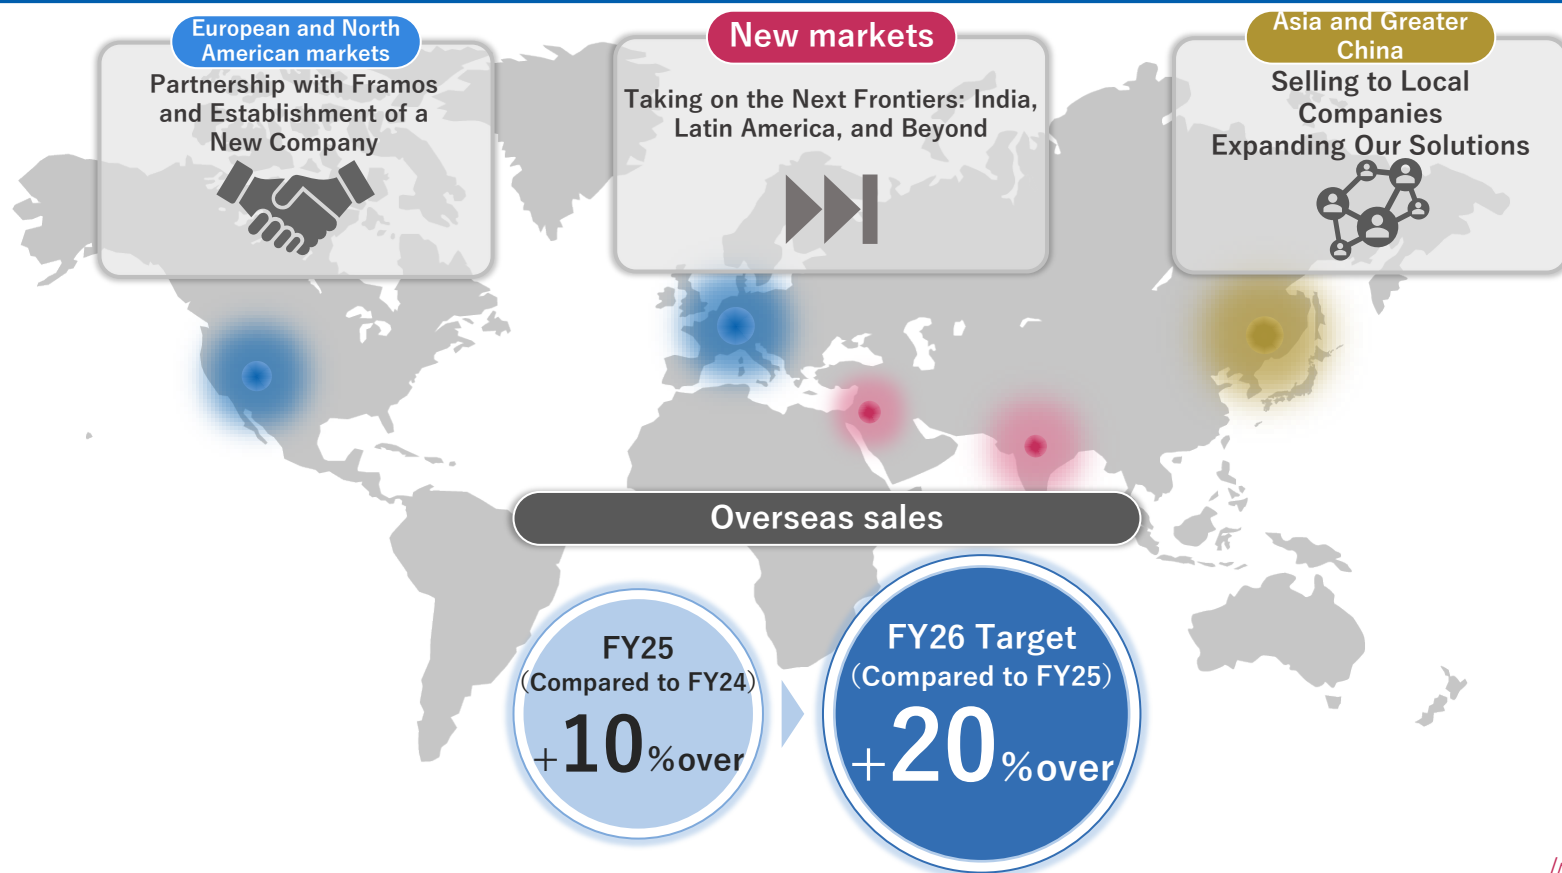 European and North
American markets
Partnership with Framos
and Establishment of a
New Company
New markets
Taking on the Next Frontiers: India,
Latin America, and Beyond
Asia and Greater
China
Selling to Local
Companies
Expanding Our Solutions
Overseas sales
FY25
（Compared to FY24）
+10%over
FY26 Target
（Compared to FY25）
+20%over